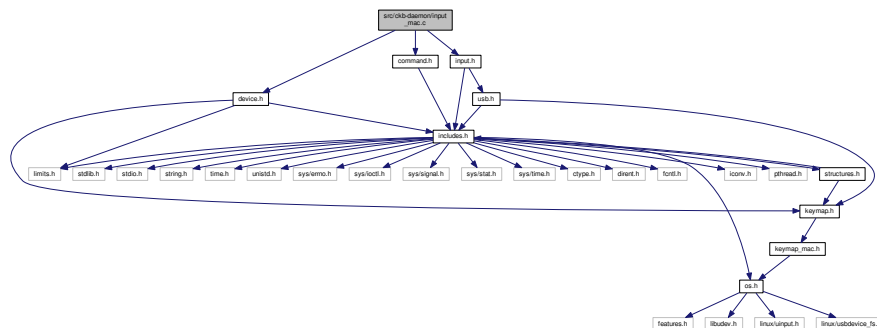 src/ckb-daemon/input
_mac.c
command.h
input.h
device.h
usb.h
includes.h
limits.h
stdlib.h
stdio.h
string.h
time.h
unistd.h
sys/errno.h
sys/ioctl.h
sys/signal.h
sys/stat.h
sys/time.h
ctype.h
dirent.h
fcntl.h
iconv.h
pthread.h
structures.h
keymap.h
keymap_mac.h
os.h
features.h
libudev.h
linux/uinput.h
linux/usbdevice_fs.